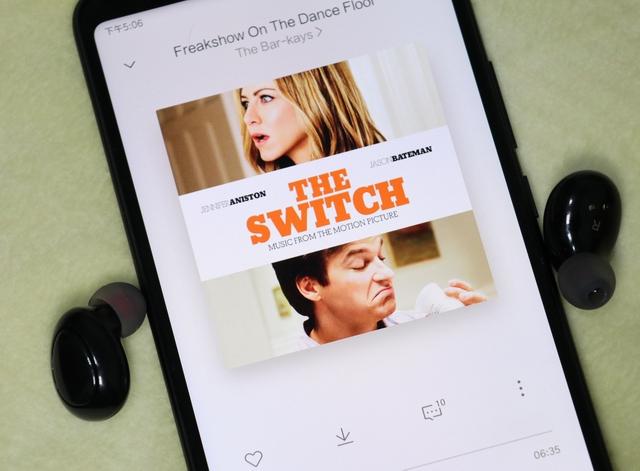 下午5:06
Freakshow On The Dance Floor
The Bar-kays >
JENNIFER ANISTON
JASON BATEMAN
THE
SWITCH
MUSIC FROM THE MOTION PICTURE
10
06:35
R